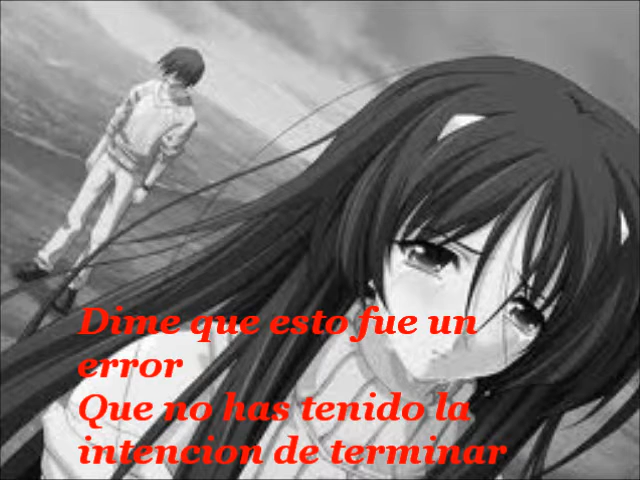 Dime que esto fue un
error
Que no has tenido la
intencion de terminar